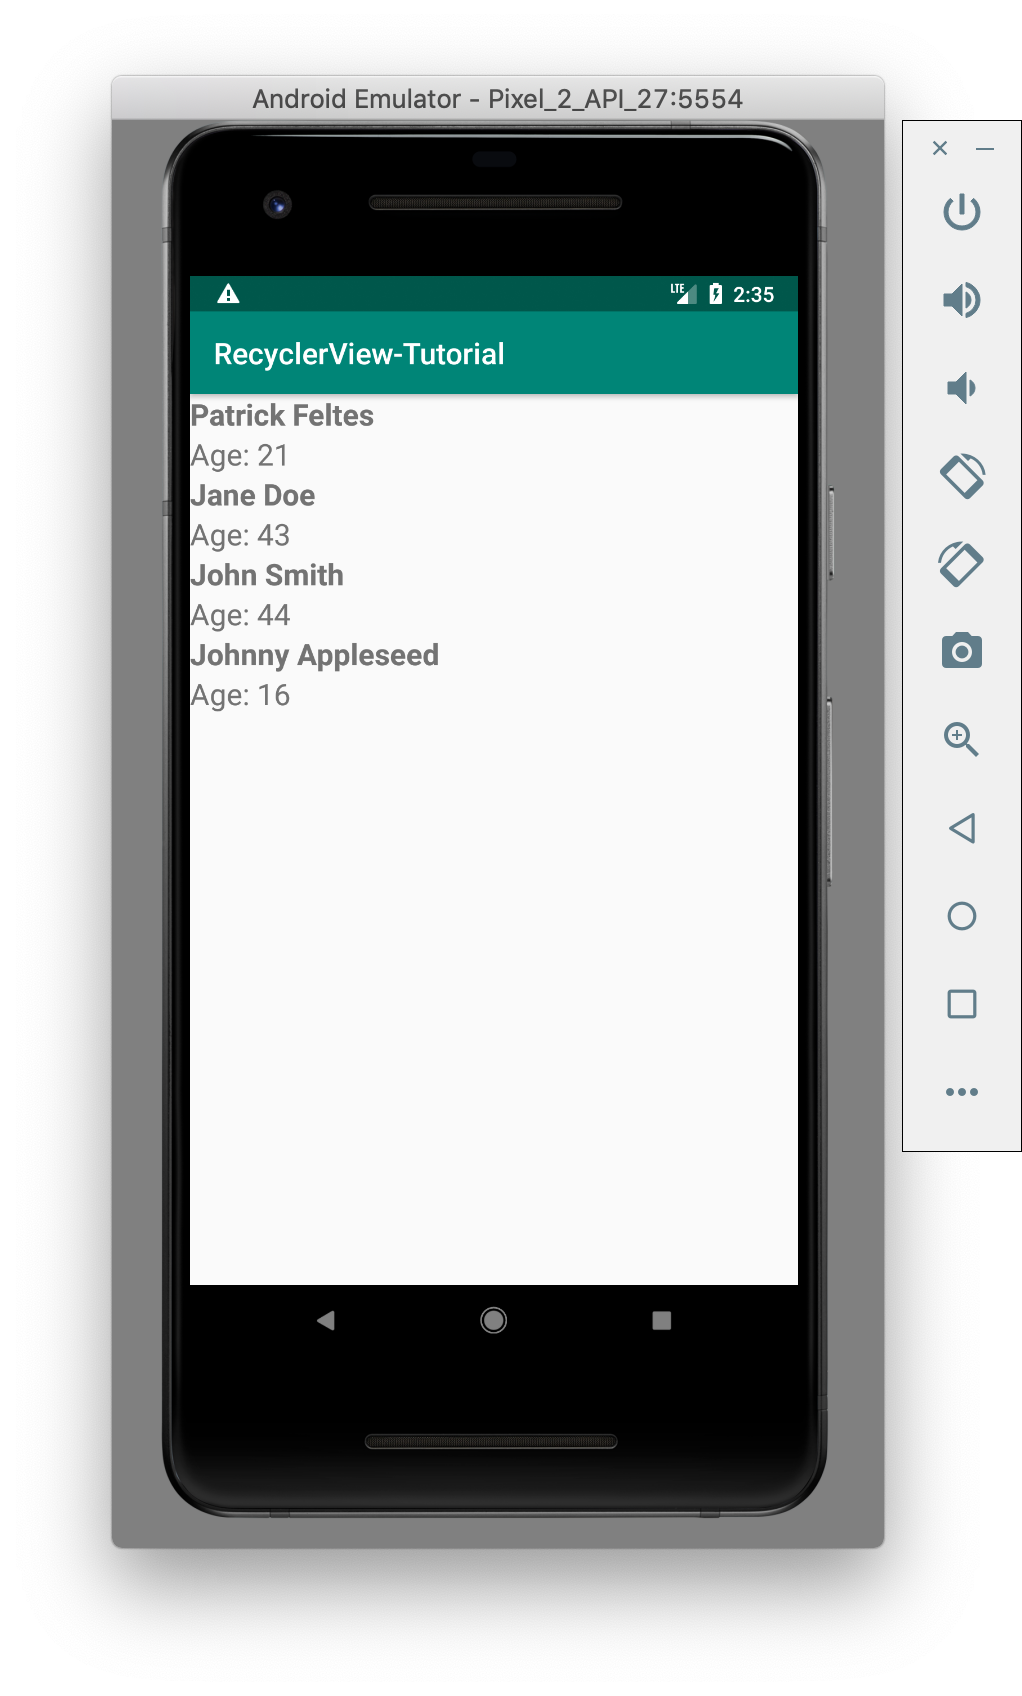 Android Emulator - Pixel_2_API_27:5554
LTE 2:35
RecyclerView-Tutorial
Patrick Feltes
Age: 21
Jane Doe
Age: 43
John Smith
Age: 44
Johnny Appleseed
Age: 16